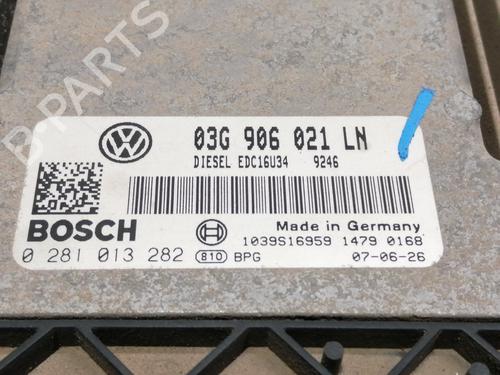 B-PARTS
03G 906 021 LN
DIESEL EDC16U34 9246
BOSCH
Made in Germany
1039S16959 1479 0168
0 281 013 282 810 BPG 07-06-26